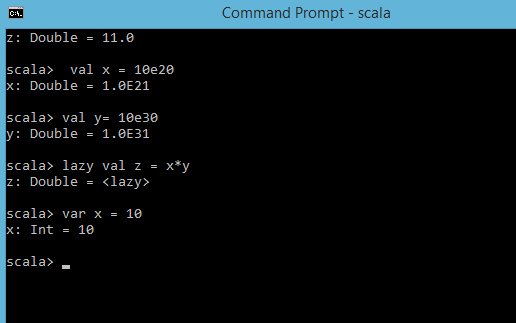 Command Prompt - scala
z: Double = 11.0
scala>  val x = 10e20
x: Double = 1.0E21
scala> val y= 10e30
y: Double = 1.0E31
scala> lazy val z = x*y
z: Double = <lazy>
scala> var x = 10
x: Int = 10
scala>